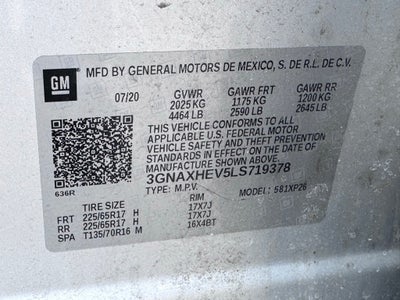 GM
MFD BY GENERAL MOTORS DE MEXICO, S. DE R.L. DE C.V.
07/20 GVWR GAWR FRT GAWR RR
2025 KG 1175 KG 1200 KG
4464 LB 2590 LB 2645 LB
THIS VEHICLE CONFORMS TO ALL
APPLICABLE U.S. FEDERAL MOTOR
VEHICLE SAFETY AND THEFT PREVENTION
STANDARDS IN EFFECT ON THE DATE OF
MANUFACTURE SHOWN ABOVE.
3GNAXHEV5LS719378
636R TYPE: M.P.V. MODEL: 581XP26
TIRE SIZE RIM
FRT 225/65R17 H 17X7J
RR 225/65R17 H 17X7J
SPA T135/70R16 M 16X4BT